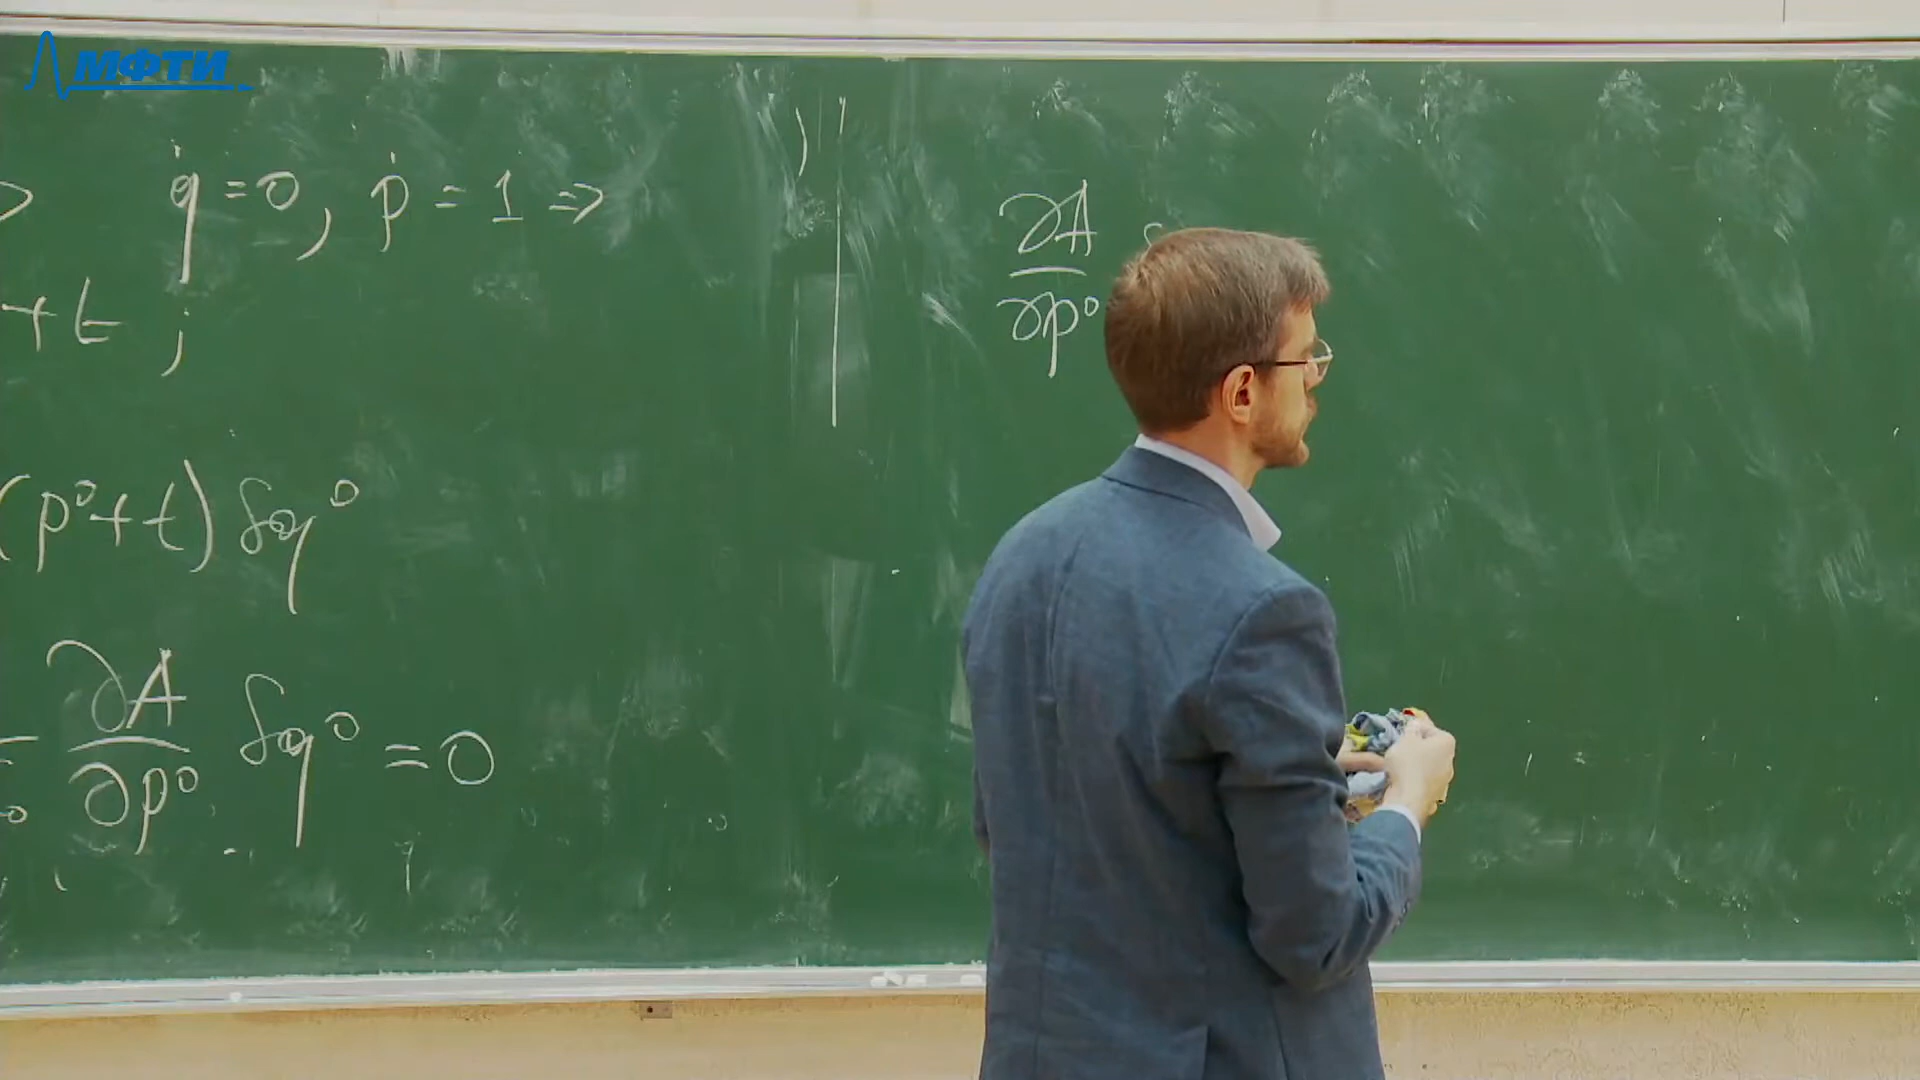 МФТИ
> q̇ = 0, ṗ = 1 ⇒
+ t ;
(p⁰ + t) δq⁰
∂A/∂p⁰ δq⁰ = 0
∂A/∂p⁰